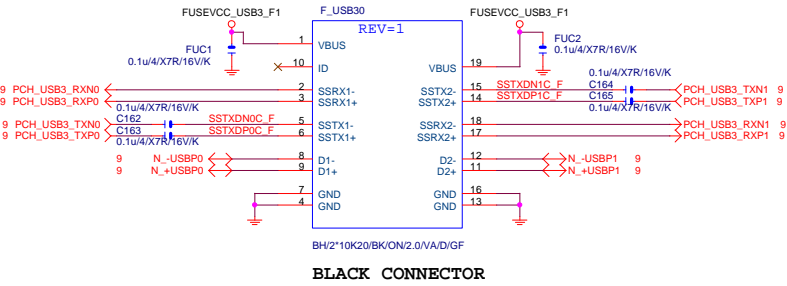 FUSEVCC_USB3_F1 F_USB30 FUSEVCC_USB3_F1
REV=1
FUC1
0.1u/4/X7R/16V/K
FUC2
0.1u/4/X7R/16V/K
1 VBUS
10 ID
VBUS 19
9 PCH_USB3_RXN0 2 SSRX1-
9 PCH_USB3_RXP0 3 SSRX1+
0.1u/4/X7R/16V/K
SSTX2- 15 SSTXDN1C_F C164 PCH_USB3_TXN1 9
SSTX2+ 14 SSTXDP1C_F C165 PCH_USB3_TXP1 9
0.1u/4/X7R/16V/K
0.1u/4/X7R/16V/K
9 PCH_USB3_TXN0 C162 SSTXDN0C_F 5 SSTX1-
9 PCH_USB3_TXP0 C163 SSTXDP0C_F 6 SSTX1+
0.1u/4/X7R/16V/K
SSRX2- 18 PCH_USB3_RXN1 9
SSRX2+ 17 PCH_USB3_RXP1 9
9 N_-USBP0 8 D1-
9 N_+USBP0 9 D1+
D2- 12 N_-USBP1 9
D2+ 11 N_+USBP1 9
7 GND GND 16
4 GND GND 13
BH/2*10K20/BK/ON/2.0/VA/D/GF
BLACK CONNECTOR